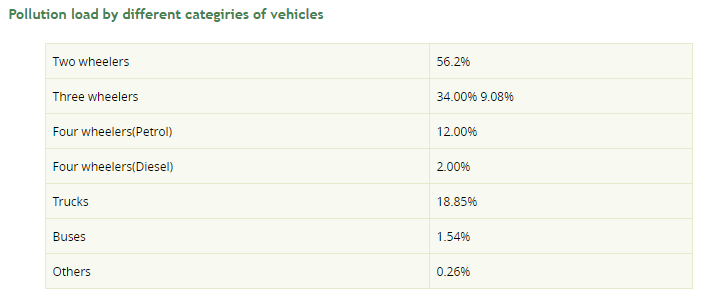 Pollution load by different categiries of vehicles
Two wheelers 56.2%
Three wheelers 34.00% 9.08%
Four wheelers(Petrol) 12.00%
Four wheelers(Diesel) 2.00%
Trucks 18.85%
Buses 1.54%
Others 0.26%